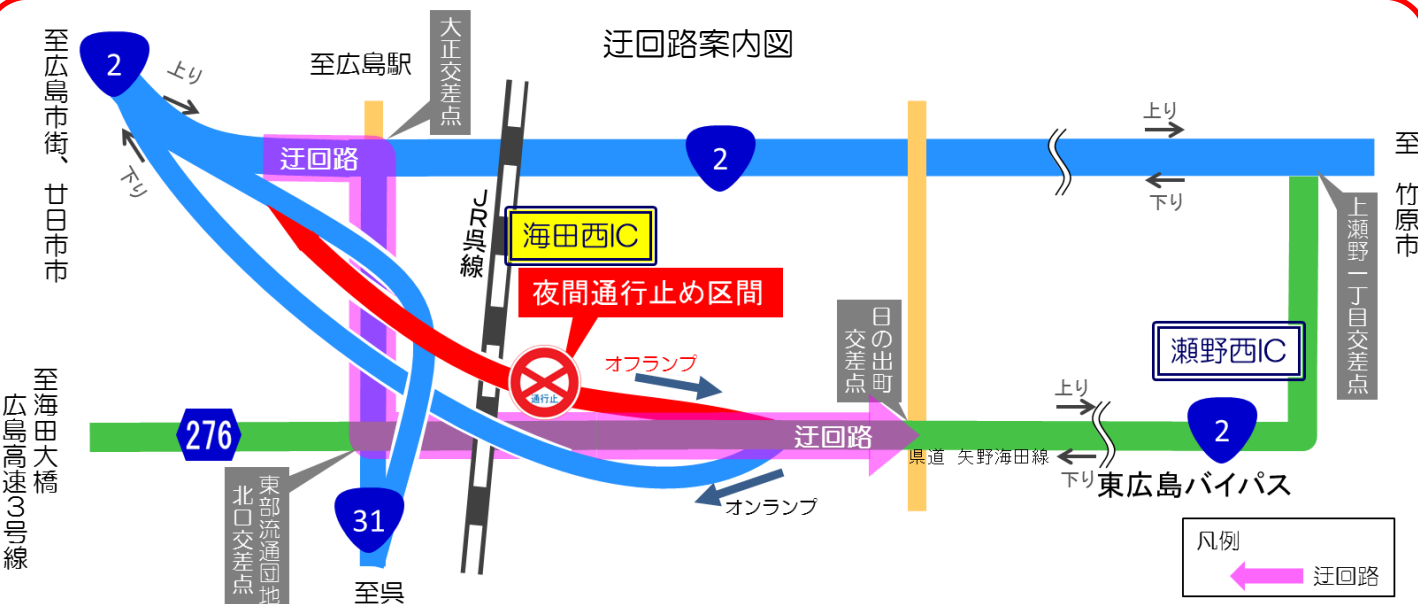 迂回路案内図
至広島市街、廿日市市
2
上り
下り
至広島駅
大正交差点
迂回路
JR呉線
2
上り
下り
至 竹原市
上瀬野一丁目交差点
海田西IC
夜間通行止め区間
通行止
オフランプ
日の出町
交差点
瀬野西IC
至海田大橋
広島高速3号線
276
迂回路
県道 矢野海田線
上り
下り
2
東広島バイパス
オンランプ
東部流通団地
北口交差点
31
至呉
凡例
迂回路